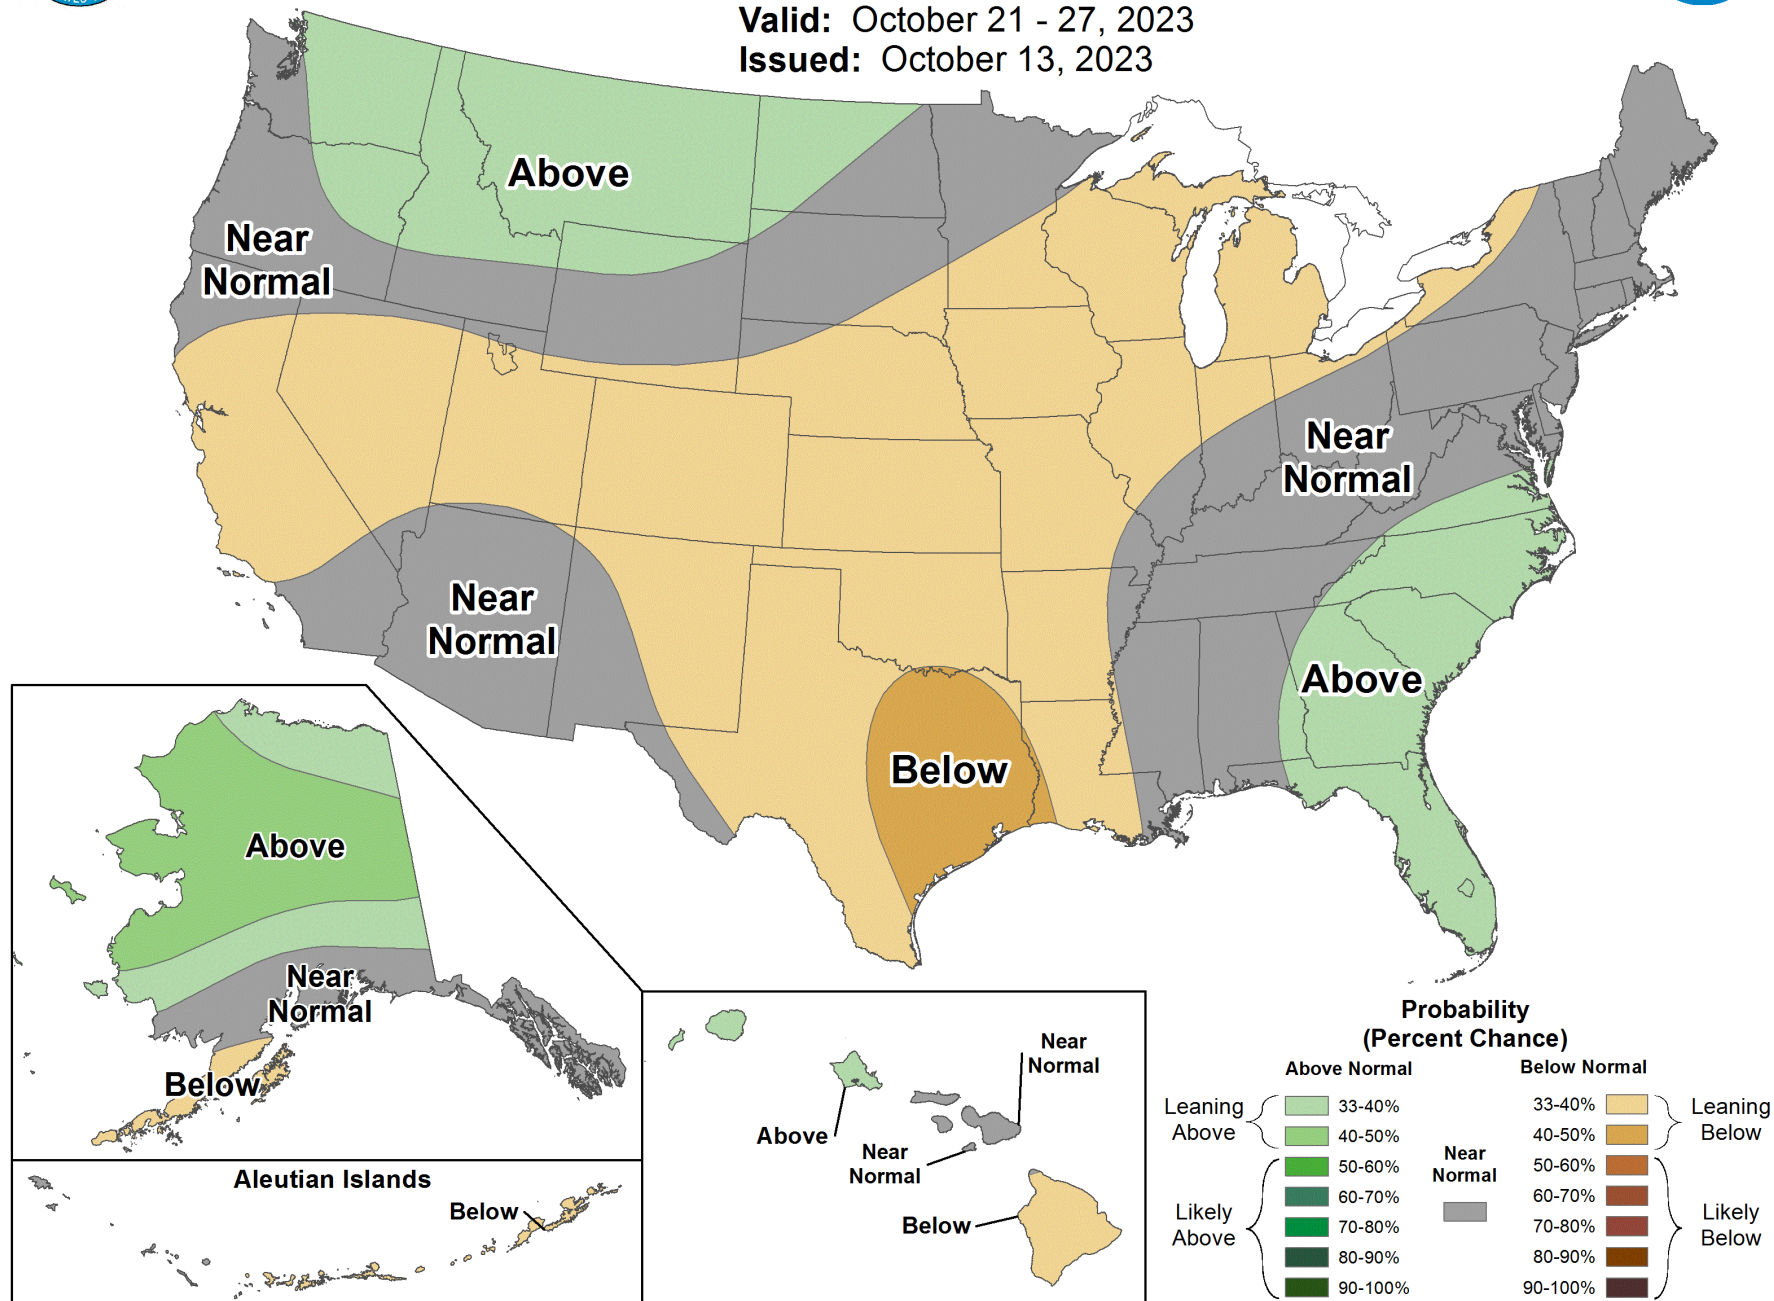 Valid: October 21 - 27, 2023
Issued: October 13, 2023
Above
Near
Normal
Near
Normal
Near
Normal
Above
Below
Above
Near
Normal
Below
Aleutian Islands
Below
Near
Normal
Above
Near
Normal
Below
Probability
(Percent Chance)
Above Normal
Below Normal
Leaning
Above
33-40%
40-50%
Likely
Above
50-60%
60-70%
70-80%
80-90%
90-100%
Near
Normal
33-40%
40-50%
Leaning
Below
50-60%
60-70%
70-80%
80-90%
90-100%
Likely
Below